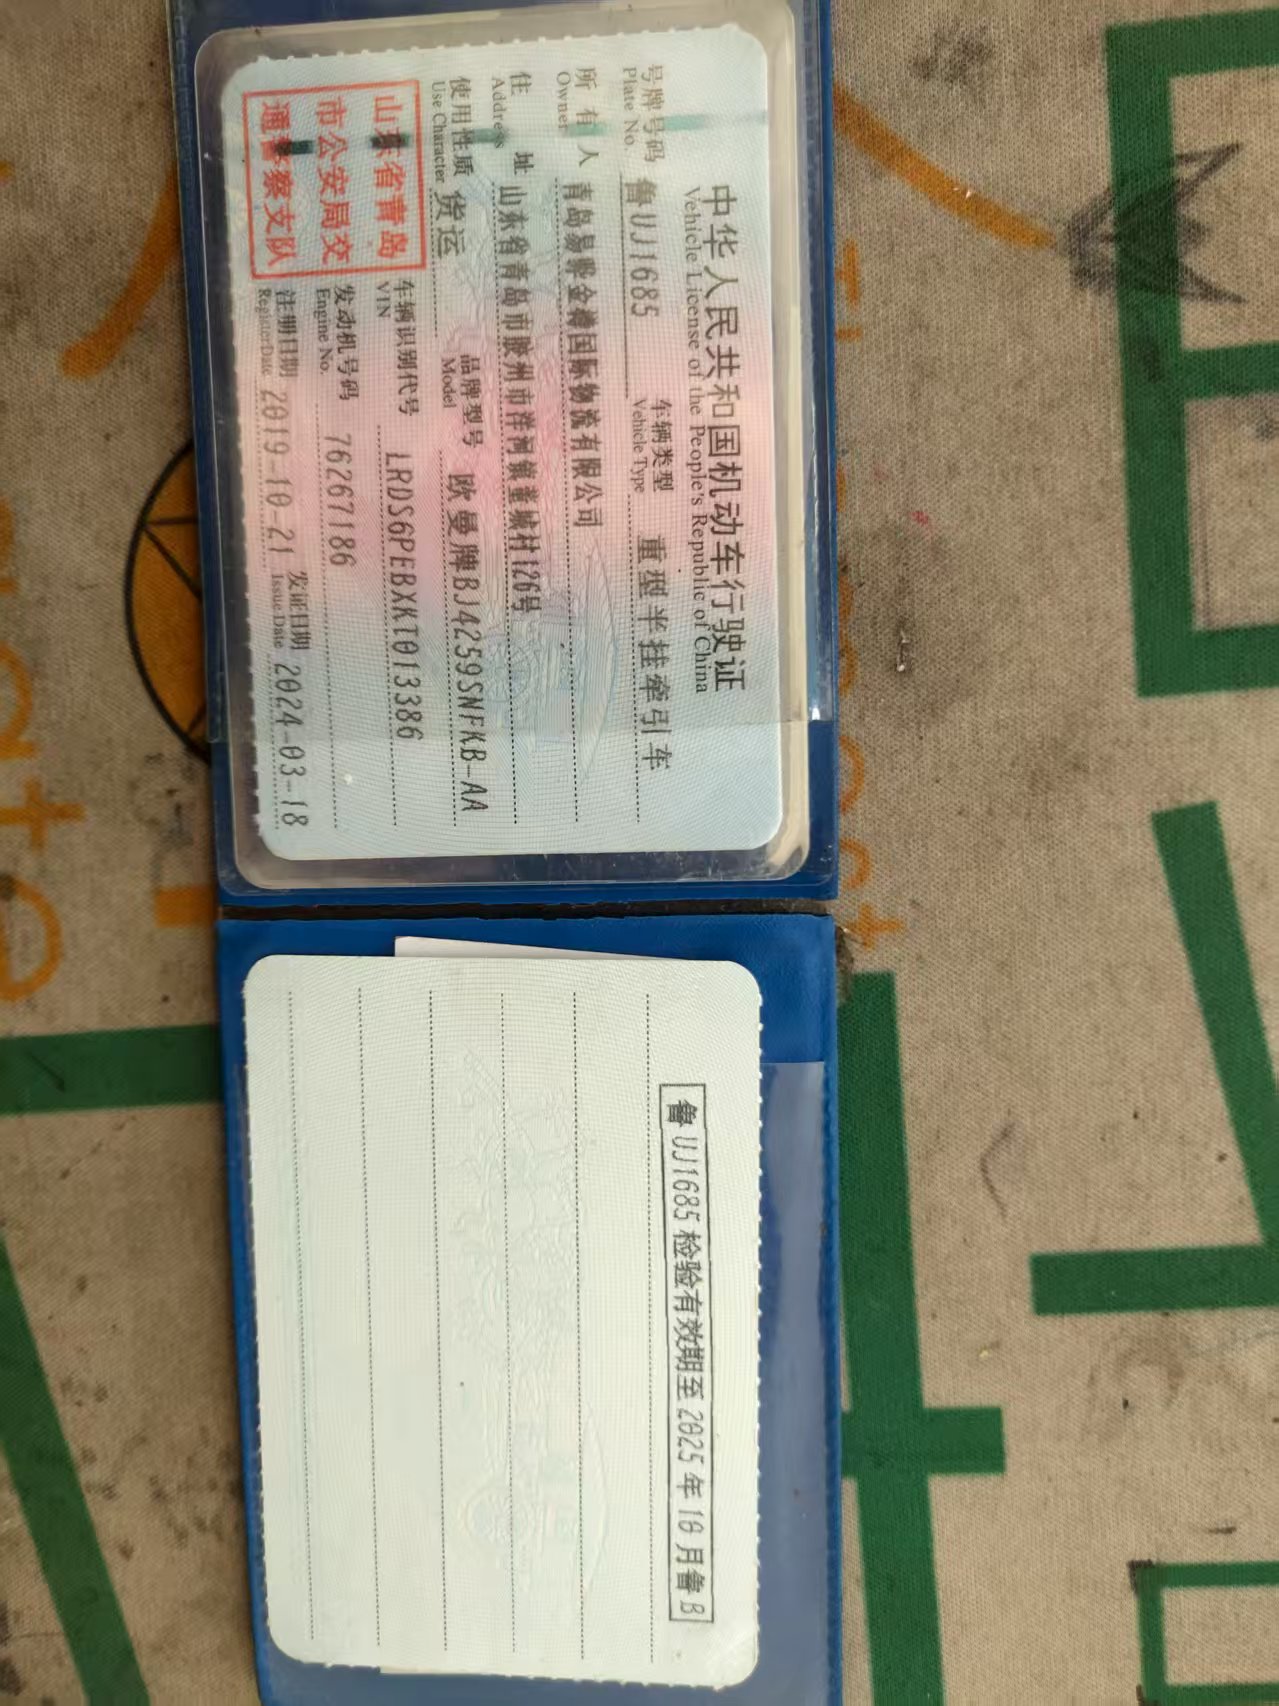 中华人民共和国机动车行驶证
Vehicle License of the People's Republic of China
号牌号码 鲁UJ1685 车辆类型 重型半挂牵引车
Plate No. Vehicle Type
所有人 青岛易昕金樽国际物流有限公司
Owner
住址 山东省青岛市胶州市洋河镇董城村126号
Address
使用性质 货运 品牌型号 欧曼牌BJ4259SNFKB-AA
Use Character Model
山东省青岛
市公安局交
通警察支队
车辆识别代号 LRDS6PEBXKT013386
VIN
发动机号码 76267186
Engine No.
注册日期 2019-10-21 发证日期 2024-03-18
Register Date Issue Date
鲁UJ1685检验有效期至2025年10月鲁B